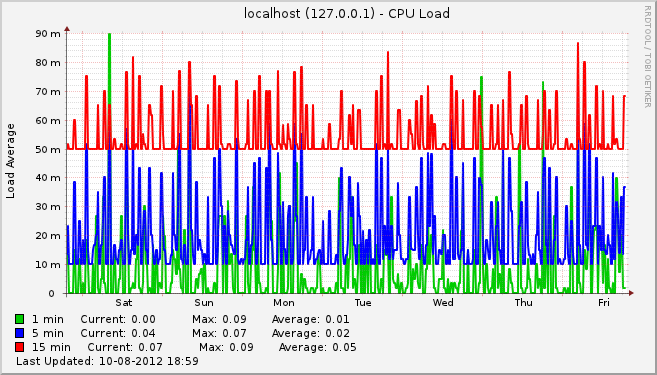 localhost (127.0.0.1) - CPU Load
RRDTOOL / TOBI OETIKER
Load Average
90 m
80 m
70 m
60 m
50 m
40 m
30 m
20 m
10 m
0
Sat Sun Mon Tue Wed Thu Fri
1 min Current: 0.00 Max: 0.09 Average: 0.01
5 min Current: 0.04 Max: 0.07 Average: 0.02
15 min Current: 0.07 Max: 0.09 Average: 0.05
Last Updated: 10-08-2012 18:59